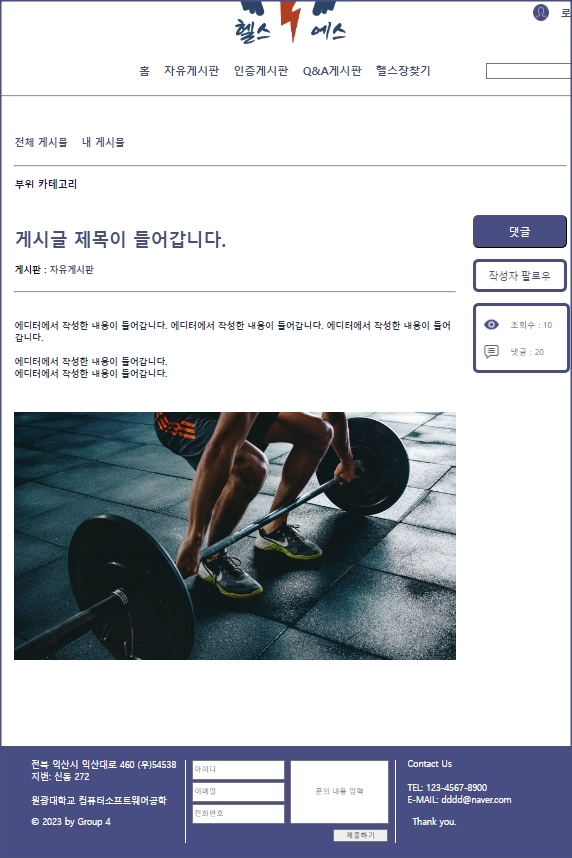 헬스 에스
로
홈 자유게시판 인증게시판 Q&A게시판 헬스장찾기
전체 게시물 내 게시물
부위 카테고리
게시글 제목이 들어갑니다.
게시판 : 자유게시판
댓글
작성자 팔로우
조회수 : 10
댓글 : 20
에디터에서 작성한 내용이 들어갑니다. 에디터에서 작성한 내용이 들어갑니다. 에디터에서 작성한 내용이 들어
갑니다.
에디터에서 작성한 내용이 들어갑니다.
에디터에서 작성한 내용이 들어갑니다.
전북 익산시 익산대로 460 (우)54538
지번: 신동 272
원광대학교 컴퓨터소프트웨어공학
© 2023 by Group 4
아이디
이메일
전화번호
문의 내용 입력
제출하기
Contact Us
TEL: 123-4567-8900
E-MAIL: dddd@naver.com
Thank you.